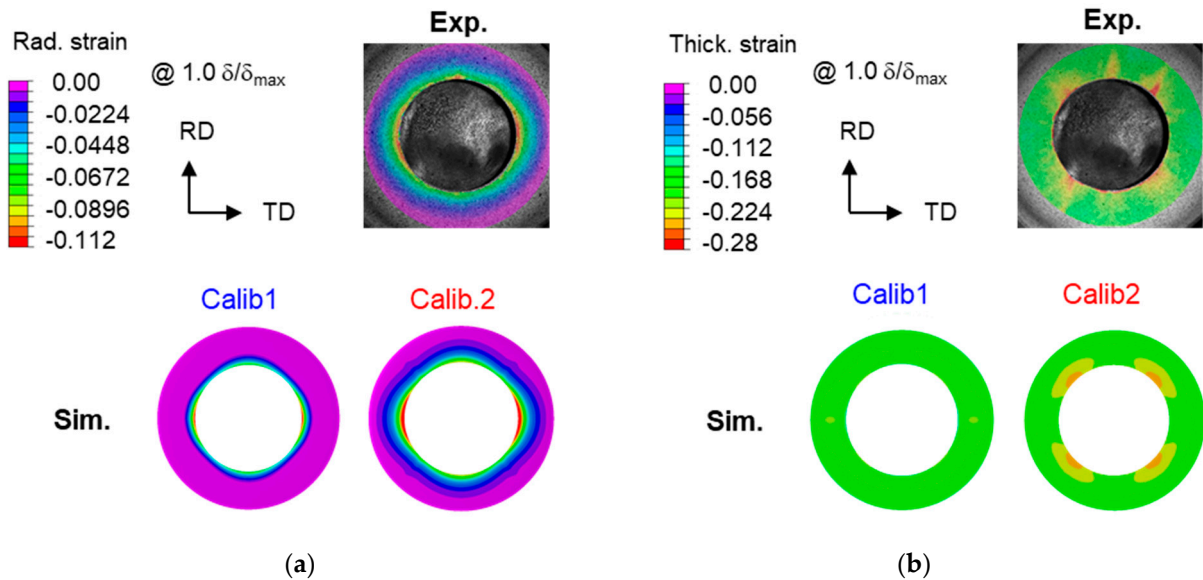 Exp.
Rad. strain
@ 1.0 δ/δmax
0.00
-0.0224
-0.0448
-0.0672
-0.0896
-0.112
RD
TD
Calib1
Calib.2
Sim.
(a)
Exp.
Thick. strain
@ 1.0 δ/δmax
0.00
-0.056
-0.112
-0.168
-0.224
-0.28
RD
TD
Calib1
Calib2
Sim.
(b)